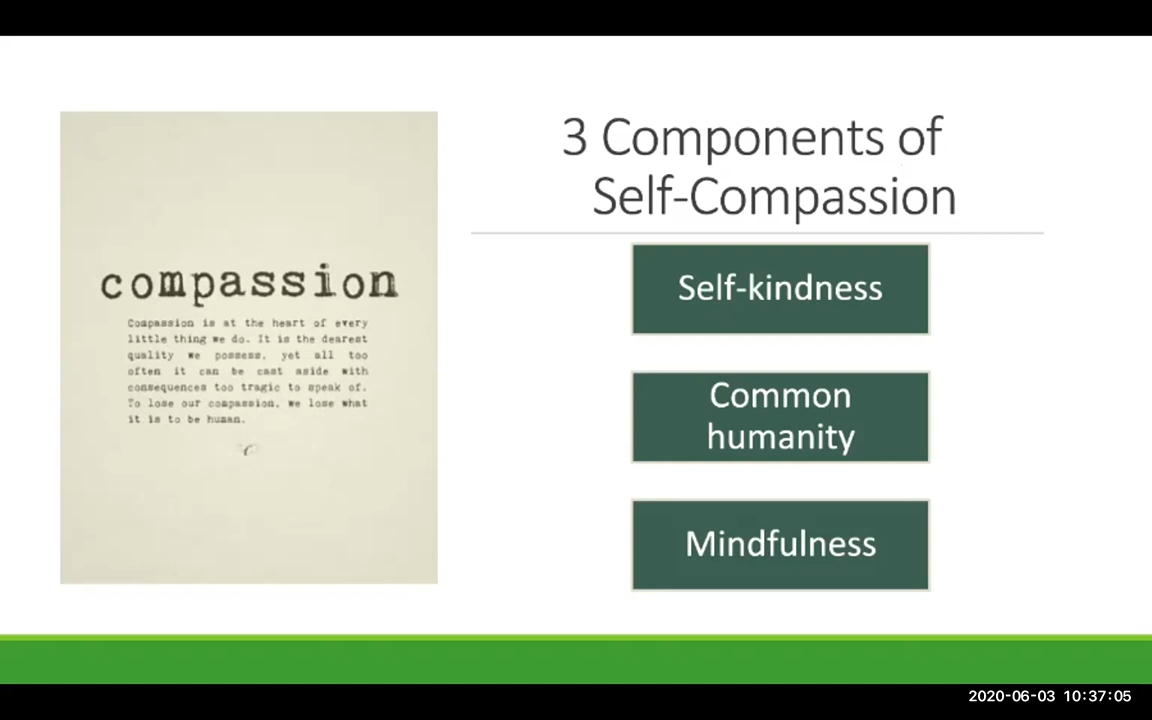 compassion
Compassion is at the heart of every
little thing we do. It is the dearest
quality we possess, yet all too
often it can be cast aside with
consequences too tragic to speak of.
To lose our compassion, we lose what
it is to be human.
3 Components of
Self-Compassion
Self-kindness
Common
humanity
Mindfulness
2020-06-03 10:37:05